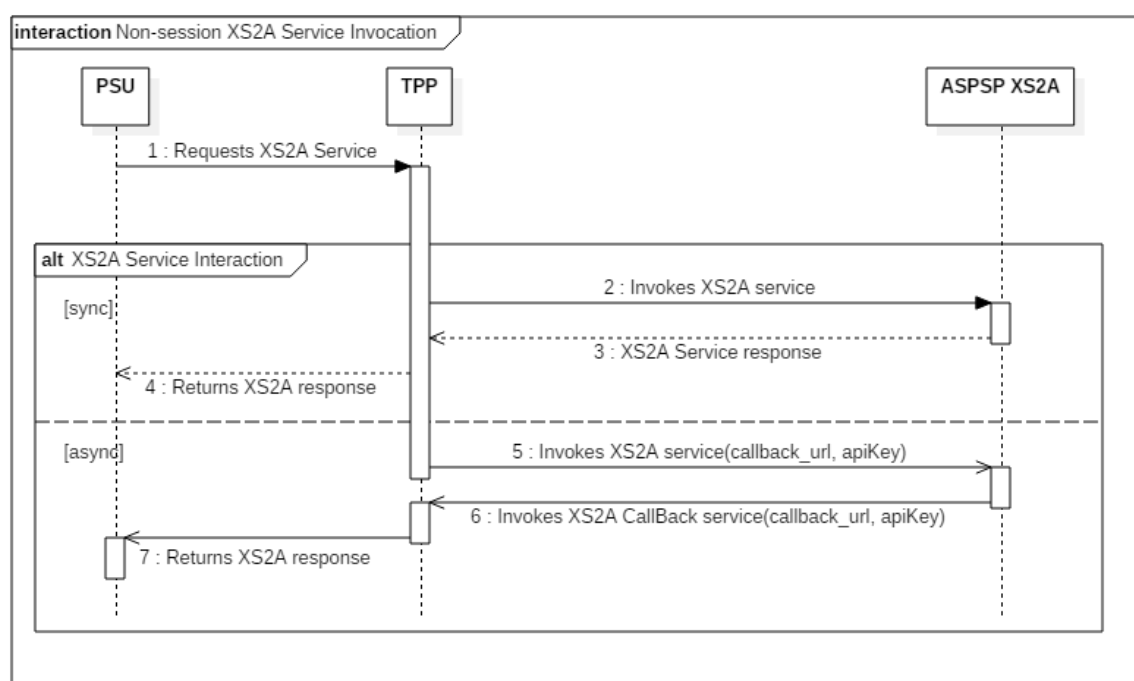 interaction Non-session XS2A Service Invocation
PSU
TPP
ASPSP XS2A
1 : Requests XS2A Service
alt XS2A Service Interaction
[sync]
2 : Invokes XS2A service
3 : XS2A Service response
4 : Returns XS2A response
[async]
5 : Invokes XS2A service(callback_url, apiKey)
6 : Invokes XS2A CallBack service(callback_url, apiKey)
7 : Returns XS2A response